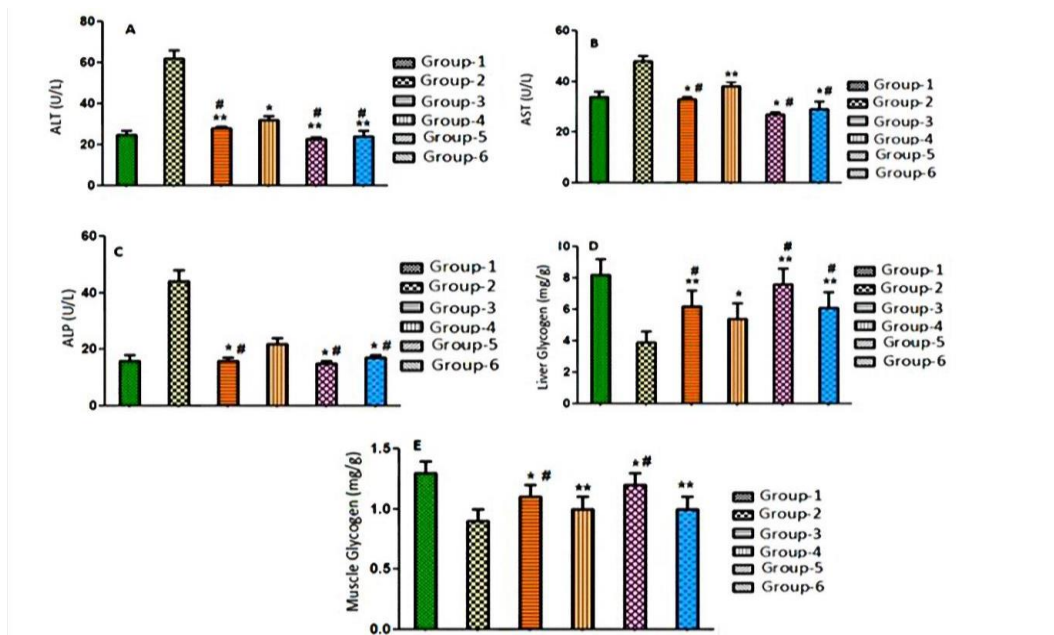 A
ALT (U/L)
80
60
40
20
0
#
**
*
#
**
#
**
Group-1
Group-2
Group-3
Group-4
Group-5
Group-6
B
AST (U/L)
60
40
20
0
* #
**
* #
*#
Group-1
Group-2
Group-3
Group-4
Group-5
Group-6
C
ALP (U/L)
60
40
20
0
* #
* #
* #
Group-1
Group-2
Group-3
Group-4
Group-5
Group-6
D
Liver Glycogen (mg/g)
10
8
6
4
2
0
#
**
*
#
**
#
**
Group-1
Group-2
Group-3
Group-4
Group-5
Group-6
E
Muscle Glycogen (mg/g)
1.5
1.0
0.5
0.0
* #
**
*#
**
Group-1
Group-2
Group-3
Group-4
Group-5
Group-6